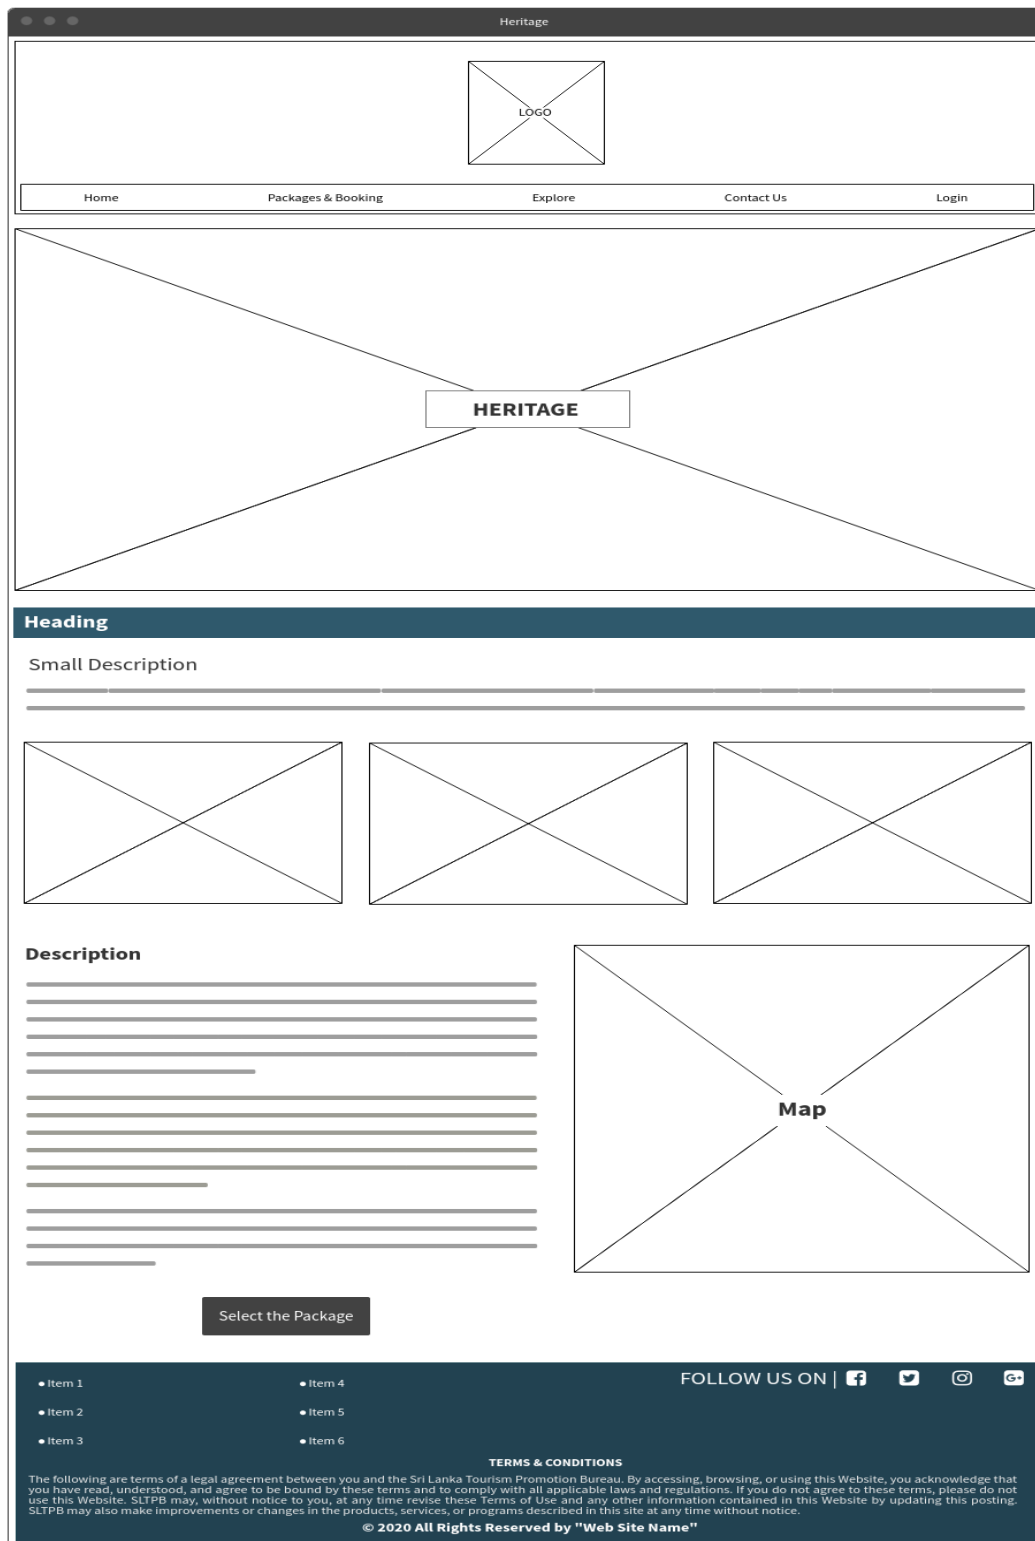 Heritage
LOGO
Home Packages & Booking Explore Contact Us Login
HERITAGE
Heading
Small Description
Description
Map
Select the Package
FOLLOW US ON |
Item 1 Item 4
Item 2 Item 5
Item 3 Item 6
TERMS & CONDITIONS
The following are terms of a legal agreement between you and the Sri Lanka Tourism Promotion Bureau. By accessing, browsing, or using this Website, you acknowledge that
you have read, understood, and agree to be bound by these terms and to comply with all applicable laws and regulations. If you do not agree to these terms, please do not
use this Website. SLTPB may, without notice to you, at any time revise these Terms of Use and any other information contained in this Website by updating this posting.
SLTPB may also make improvements or changes in the products, services, or programs described in this site at any time without notice.
© 2020 All Rights Reserved by "Web Site Name"